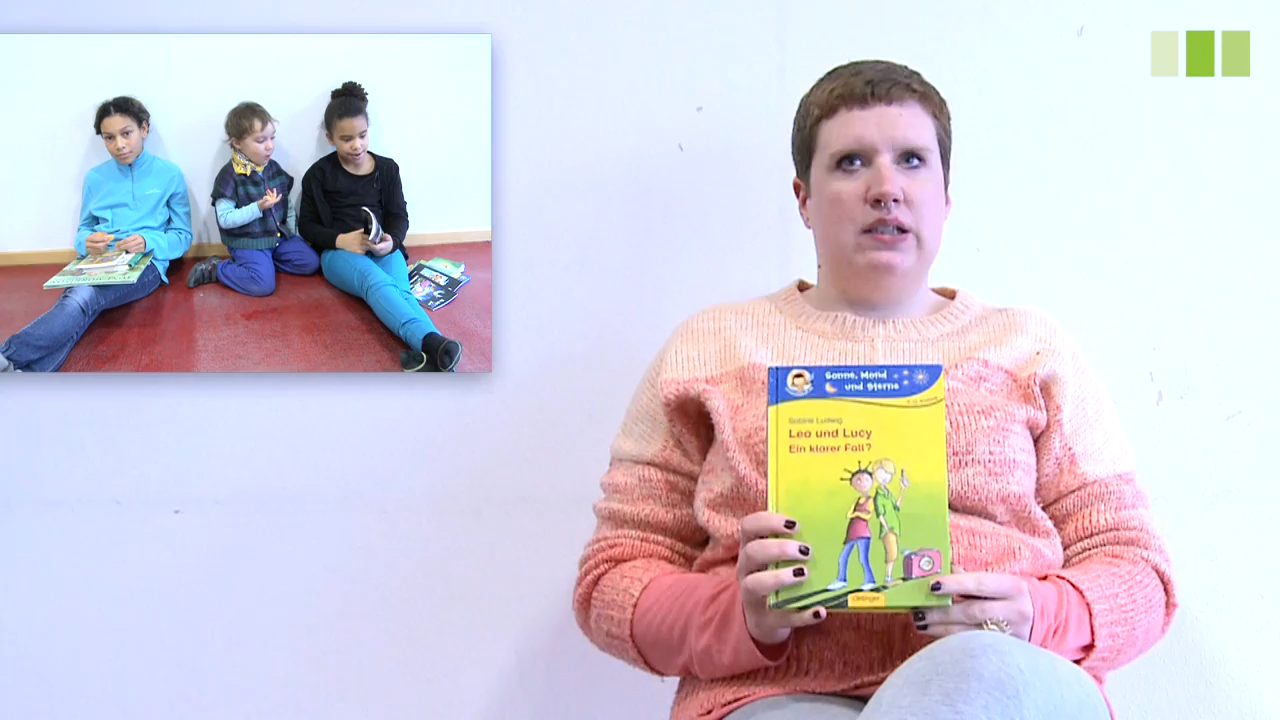 Sonne, Mond
und Sterne
Sabine Ludwig
Leo und Lucy
Ein klarer Fall?
Oetinger